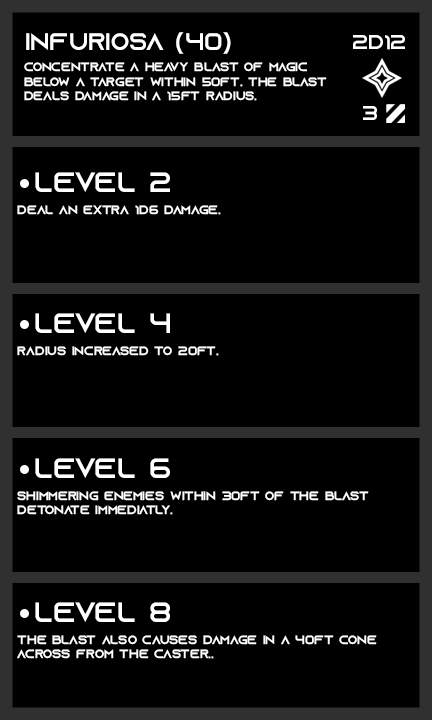 INFURIOSA (40)
2D12
CONCENTRATE A HEAVY BLAST OF MAGIC
BELOW A TARGET WITHIN 50FT. THE BLAST
DEALS DAMAGE IN A 15FT RADIUS.
3
•LEVEL 2
DEAL AN EXTRA 1D6 DAMAGE.
•LEVEL 4
RADIUS INCREASED TO 20FT.
•LEVEL 6
SHIMMERING ENEMIES WITHIN 30FT OF THE BLAST
DETONATE IMMEDIATLY.
•LEVEL 8
THE BLAST ALSO CAUSES DAMAGE IN A 40FT CONE
ACROSS FROM THE CASTER..